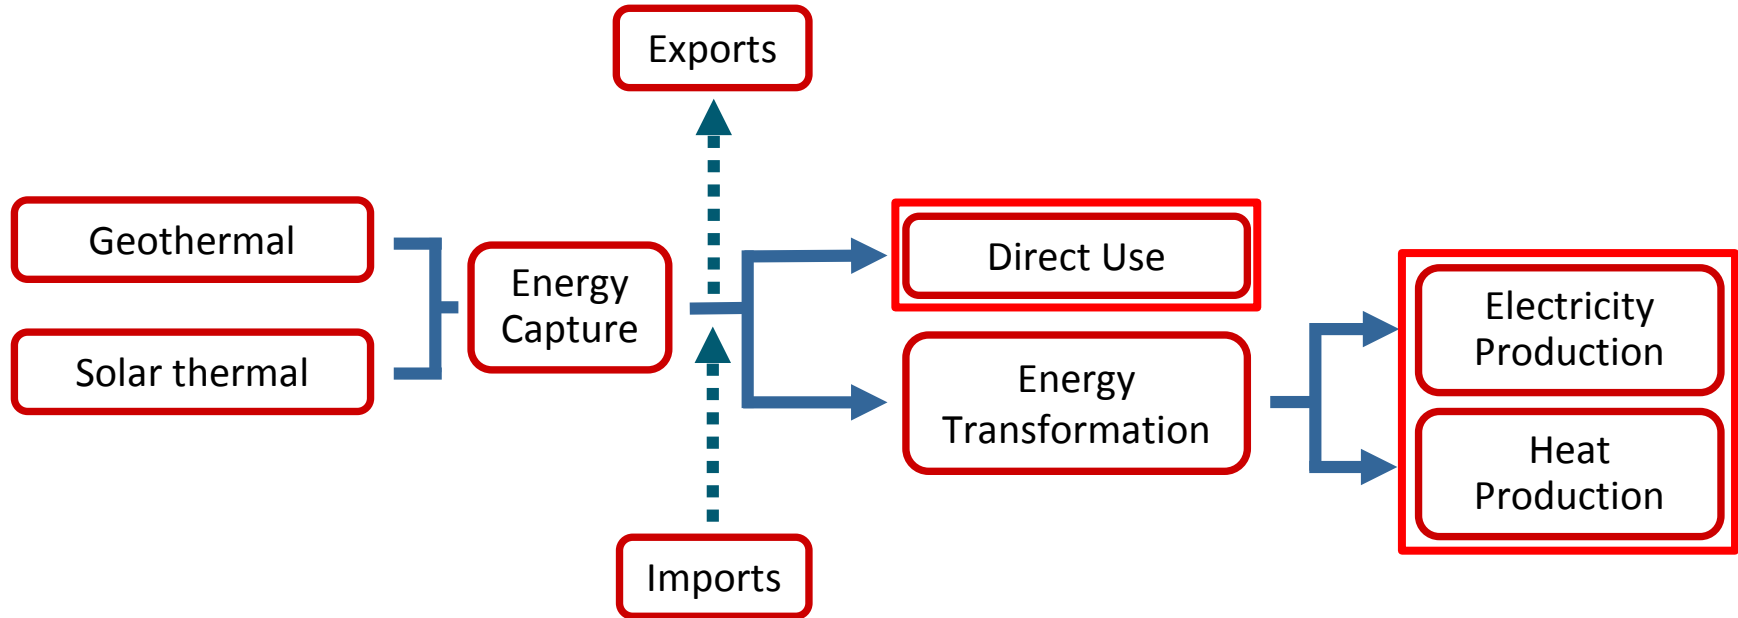 Exports
Geothermal
Solar thermal
Energy
Capture
Imports
Direct Use
Energy
Transformation
Electricity
Production
Heat
Production